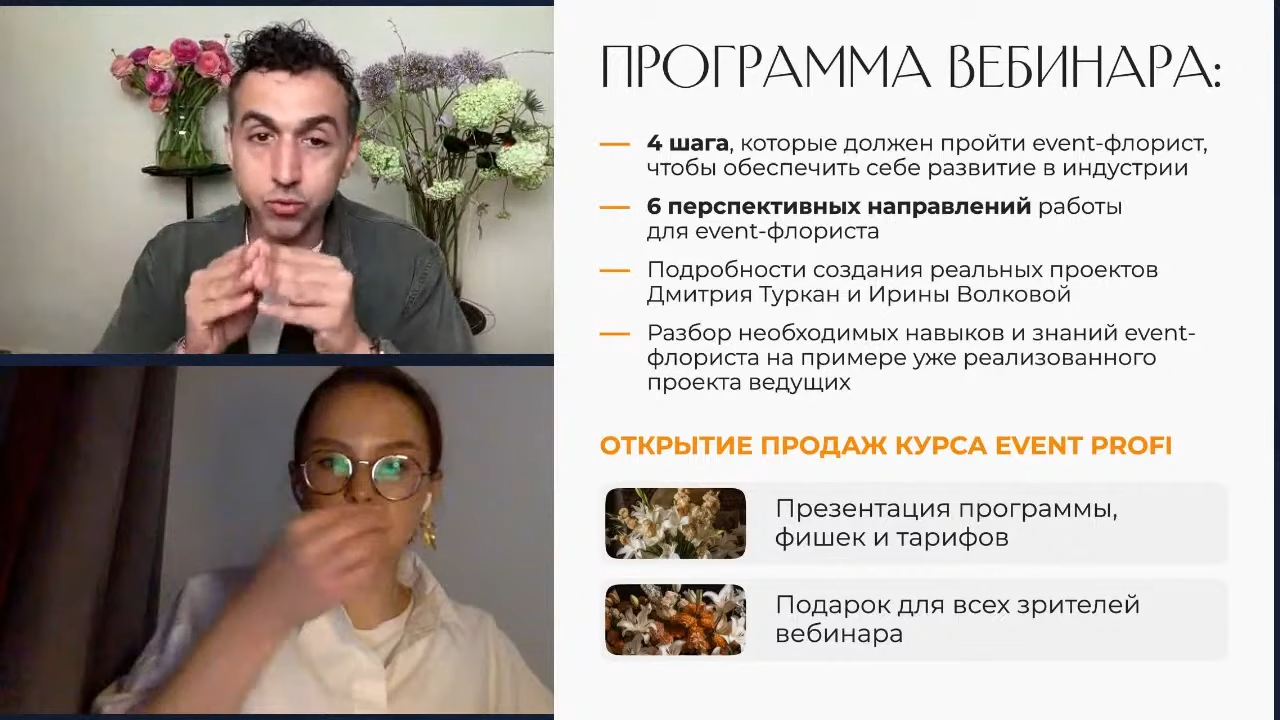 ПРОГРАММА ВЕБИНАРА:
— 4 шага, которые должен пройти event-флорист,
чтобы обеспечить себе развитие в индустрии
— 6 перспективных направлений работы
для event-флориста
— Подробности создания реальных проектов
Дмитрия Туркан и Ирины Волковой
— Разбор необходимых навыков и знаний event-
флориста на примере уже реализованного
проекта ведущих
ОТКРЫТИЕ ПРОДАЖ КУРСА EVENT PROFI
Презентация программы,
фишек и тарифов
Подарок для всех зрителей
вебинара